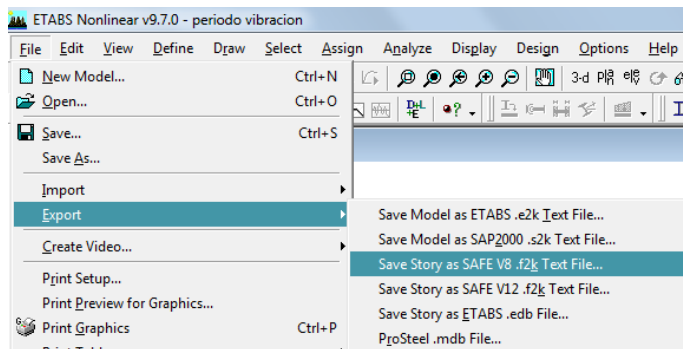 ETABS Nonlinear v9.7.0 - periodo vibracion
File Edit View Define Draw Select Assign Analyze Display Design Options Help
New Model... Ctrl+N
3-d
Open... Ctrl+O
Save... Ctrl+S
Save As...
Import
Export
Save Model as ETABS .e2k Text File...
Create Video...
Save Model as SAP2000 .s2k Text File...
Save Story as SAFE V8 .f2k Text File...
Print Setup...
Save Story as SAFE V12 .f2k Text File...
Print Preview for Graphics...
Save Story as ETABS .edb File...
Print Graphics Ctrl+P
ProSteel .mdb File...